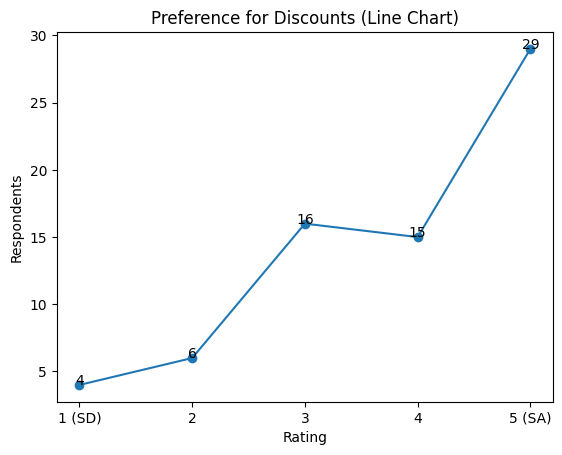 Preference for Discounts (Line Chart)
30
25
20
15
10
5
Respondents
4
6
16
15
29
1 (SD) 2 3 4 5 (SA)
Rating